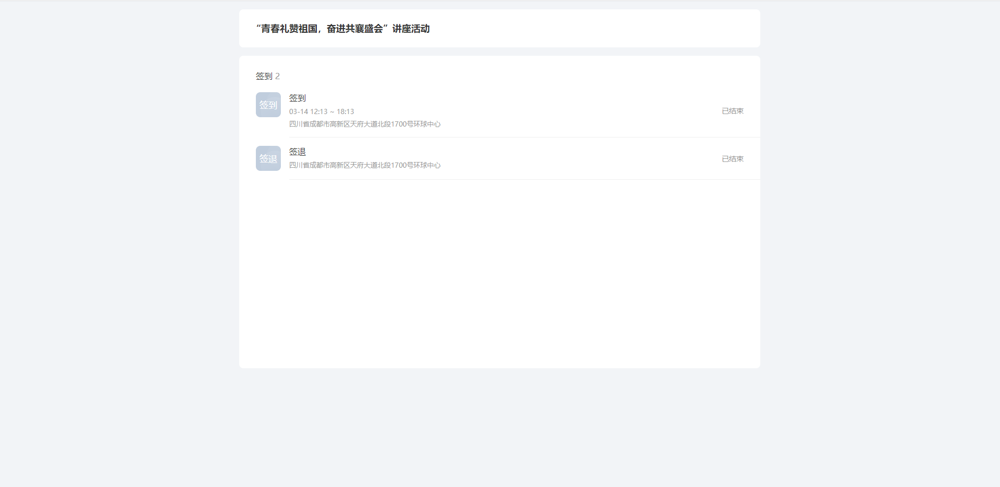 “青春礼赞祖国，奋进共襄盛会”讲座活动
签到 2
签到
签到
03-14 12:13 ~ 18:13
已结束
四川省成都市高新区天府大道北段1700号环球中心
签退
签退
已结束
四川省成都市高新区天府大道北段1700号环球中心